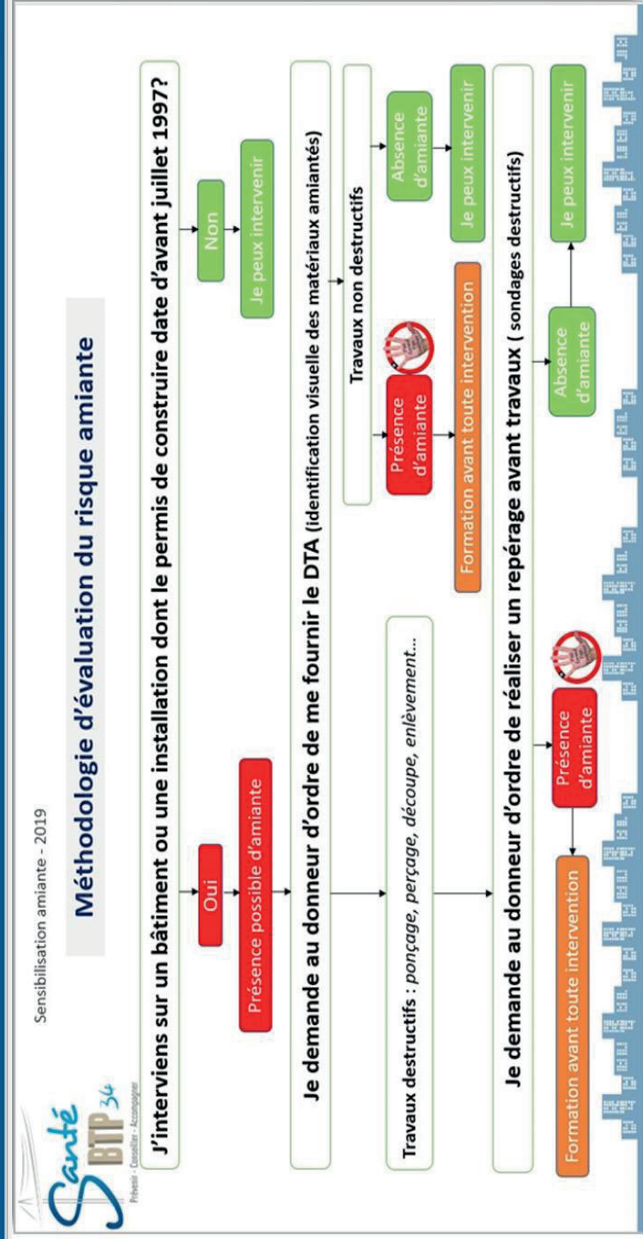 Sensibilisation amiante - 2019
Santé
BTP 34
Prévenir - Conseiller - Accompagner
Méthodologie d'évaluation du risque amiante
J'interviens sur un bâtiment ou une installation dont le permis de construire date d'avant juillet 1997?
Oui
Non
Présence possible d'amiante
Je peux intervenir
Je demande au donneur d'ordre de me fournir le DTA (identification visuelle des matériaux amiantés)
Travaux non destructifs
Travaux destructifs : ponçage, perçage, découpe, enlèvement...
Présence
d'amiante
Absence
d'amiante
Formation avant toute intervention
Je peux intervenir
Je demande au donneur d'ordre de réaliser un repérage avant travaux ( sondages destructifs)
Formation avant toute intervention
Présence
d'amiante
Absence
d'amiante
Je peux intervenir